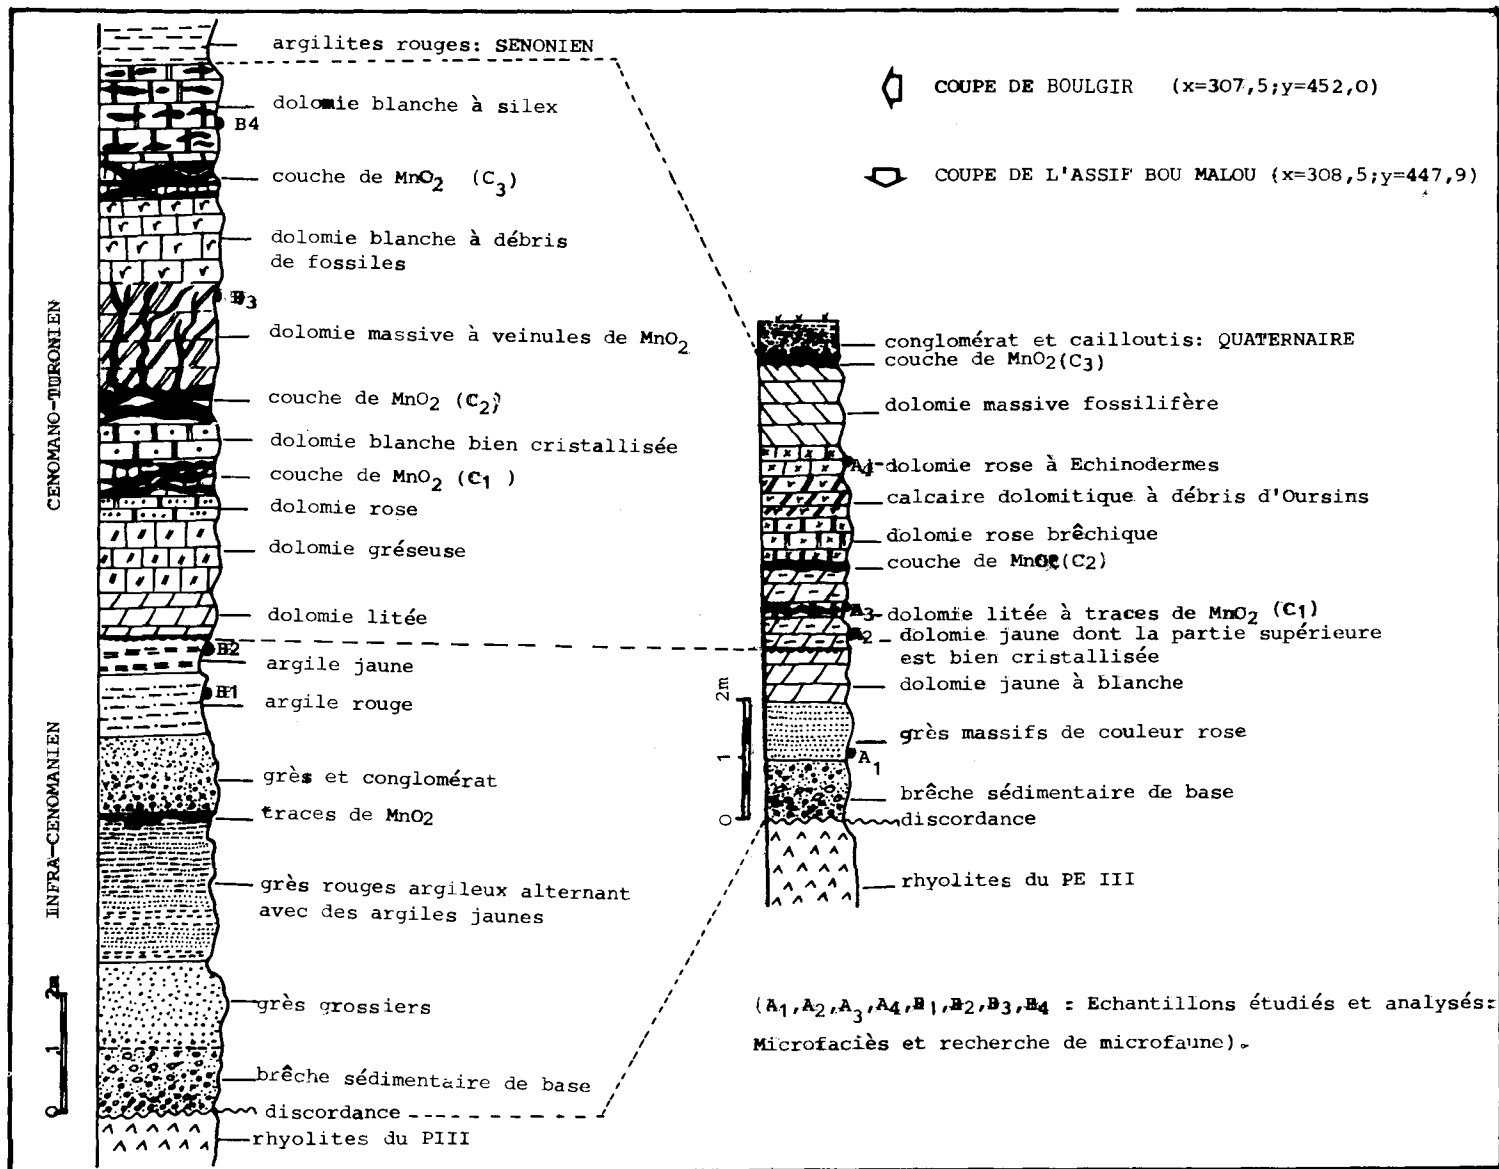 argilites rouges: SENONIEN
dolomie blanche à silex
B4
couche de MnO2 (C3)
dolomie blanche à débris
de fossiles
B3
dolomie massive à veinules de MnO2
couche de MnO2 (C2)
dolomie blanche bien cristallisée
couche de MnO2 (C1 )
dolomie rose
dolomie gréseuse
dolomie litée
B2
argile jaune
B1
argile rouge
grès et conglomérat
traces de MnO2
grès rouges argileux alternant
avec des argiles jaunes
grès grossiers
brêche sédimentaire de base
discordance
rhyolites du PIII
CENOMANO-TURONIEN
INFRA-CENOMANIEN
2m
1
0
COUPE DE BOULGIR (x=307,5;y=452,0)
COUPE DE L'ASSIF BOU MALOU (x=308,5;y=447,9)
conglomérat et cailloutis: QUATERNAIRE
couche de MnO2(C3)
dolomie massive fossilifère
A4 dolomie rose à Echinodermes
calcaire dolomitique à débris d'Oursins
dolomie rose brêchique
couche de MnO2(C2)
A3 dolomie litée à traces de MnO2 (C1)
A2 dolomie jaune dont la partie supérieure
est bien cristallisée
dolomie jaune à blanche
grès massifs de couleur rose
A1
brêche sédimentaire de base
discordance
rhyolites du PE III
2m
1
0
(A1,A2,A3,A4,B1,B2,B3,B4 : Echantillons étudiés et analysés:
Microfaciès et recherche de microfaune).